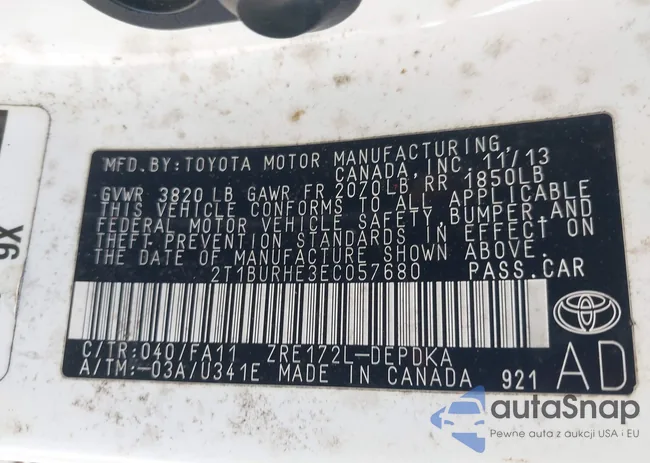 MFD.BY:TOYOTA MOTOR MANUFACTURING,
CANADA, INC. 11/13
GVWR 3820 LB GAWR FR 2070LB RR 1850LB
THIS VEHICLE CONFORMS TO ALL APPLICABLE
FEDERAL MOTOR VEHICLE SAFETY, BUMPER,AND
THEFT PREVENTION STANDARDS IN EFFECT ON
THE DATE OF MANUFACTURE SHOWN ABOVE.
2T1BURHE3EC057680 PASS.CAR
C/TR:040/FA11 ZRE172L-DEPDKA
A/TM:-03A/U341E MADE IN CANADA 921
AD
9X
autaSnap
Pewne auta z aukcji USA i EU